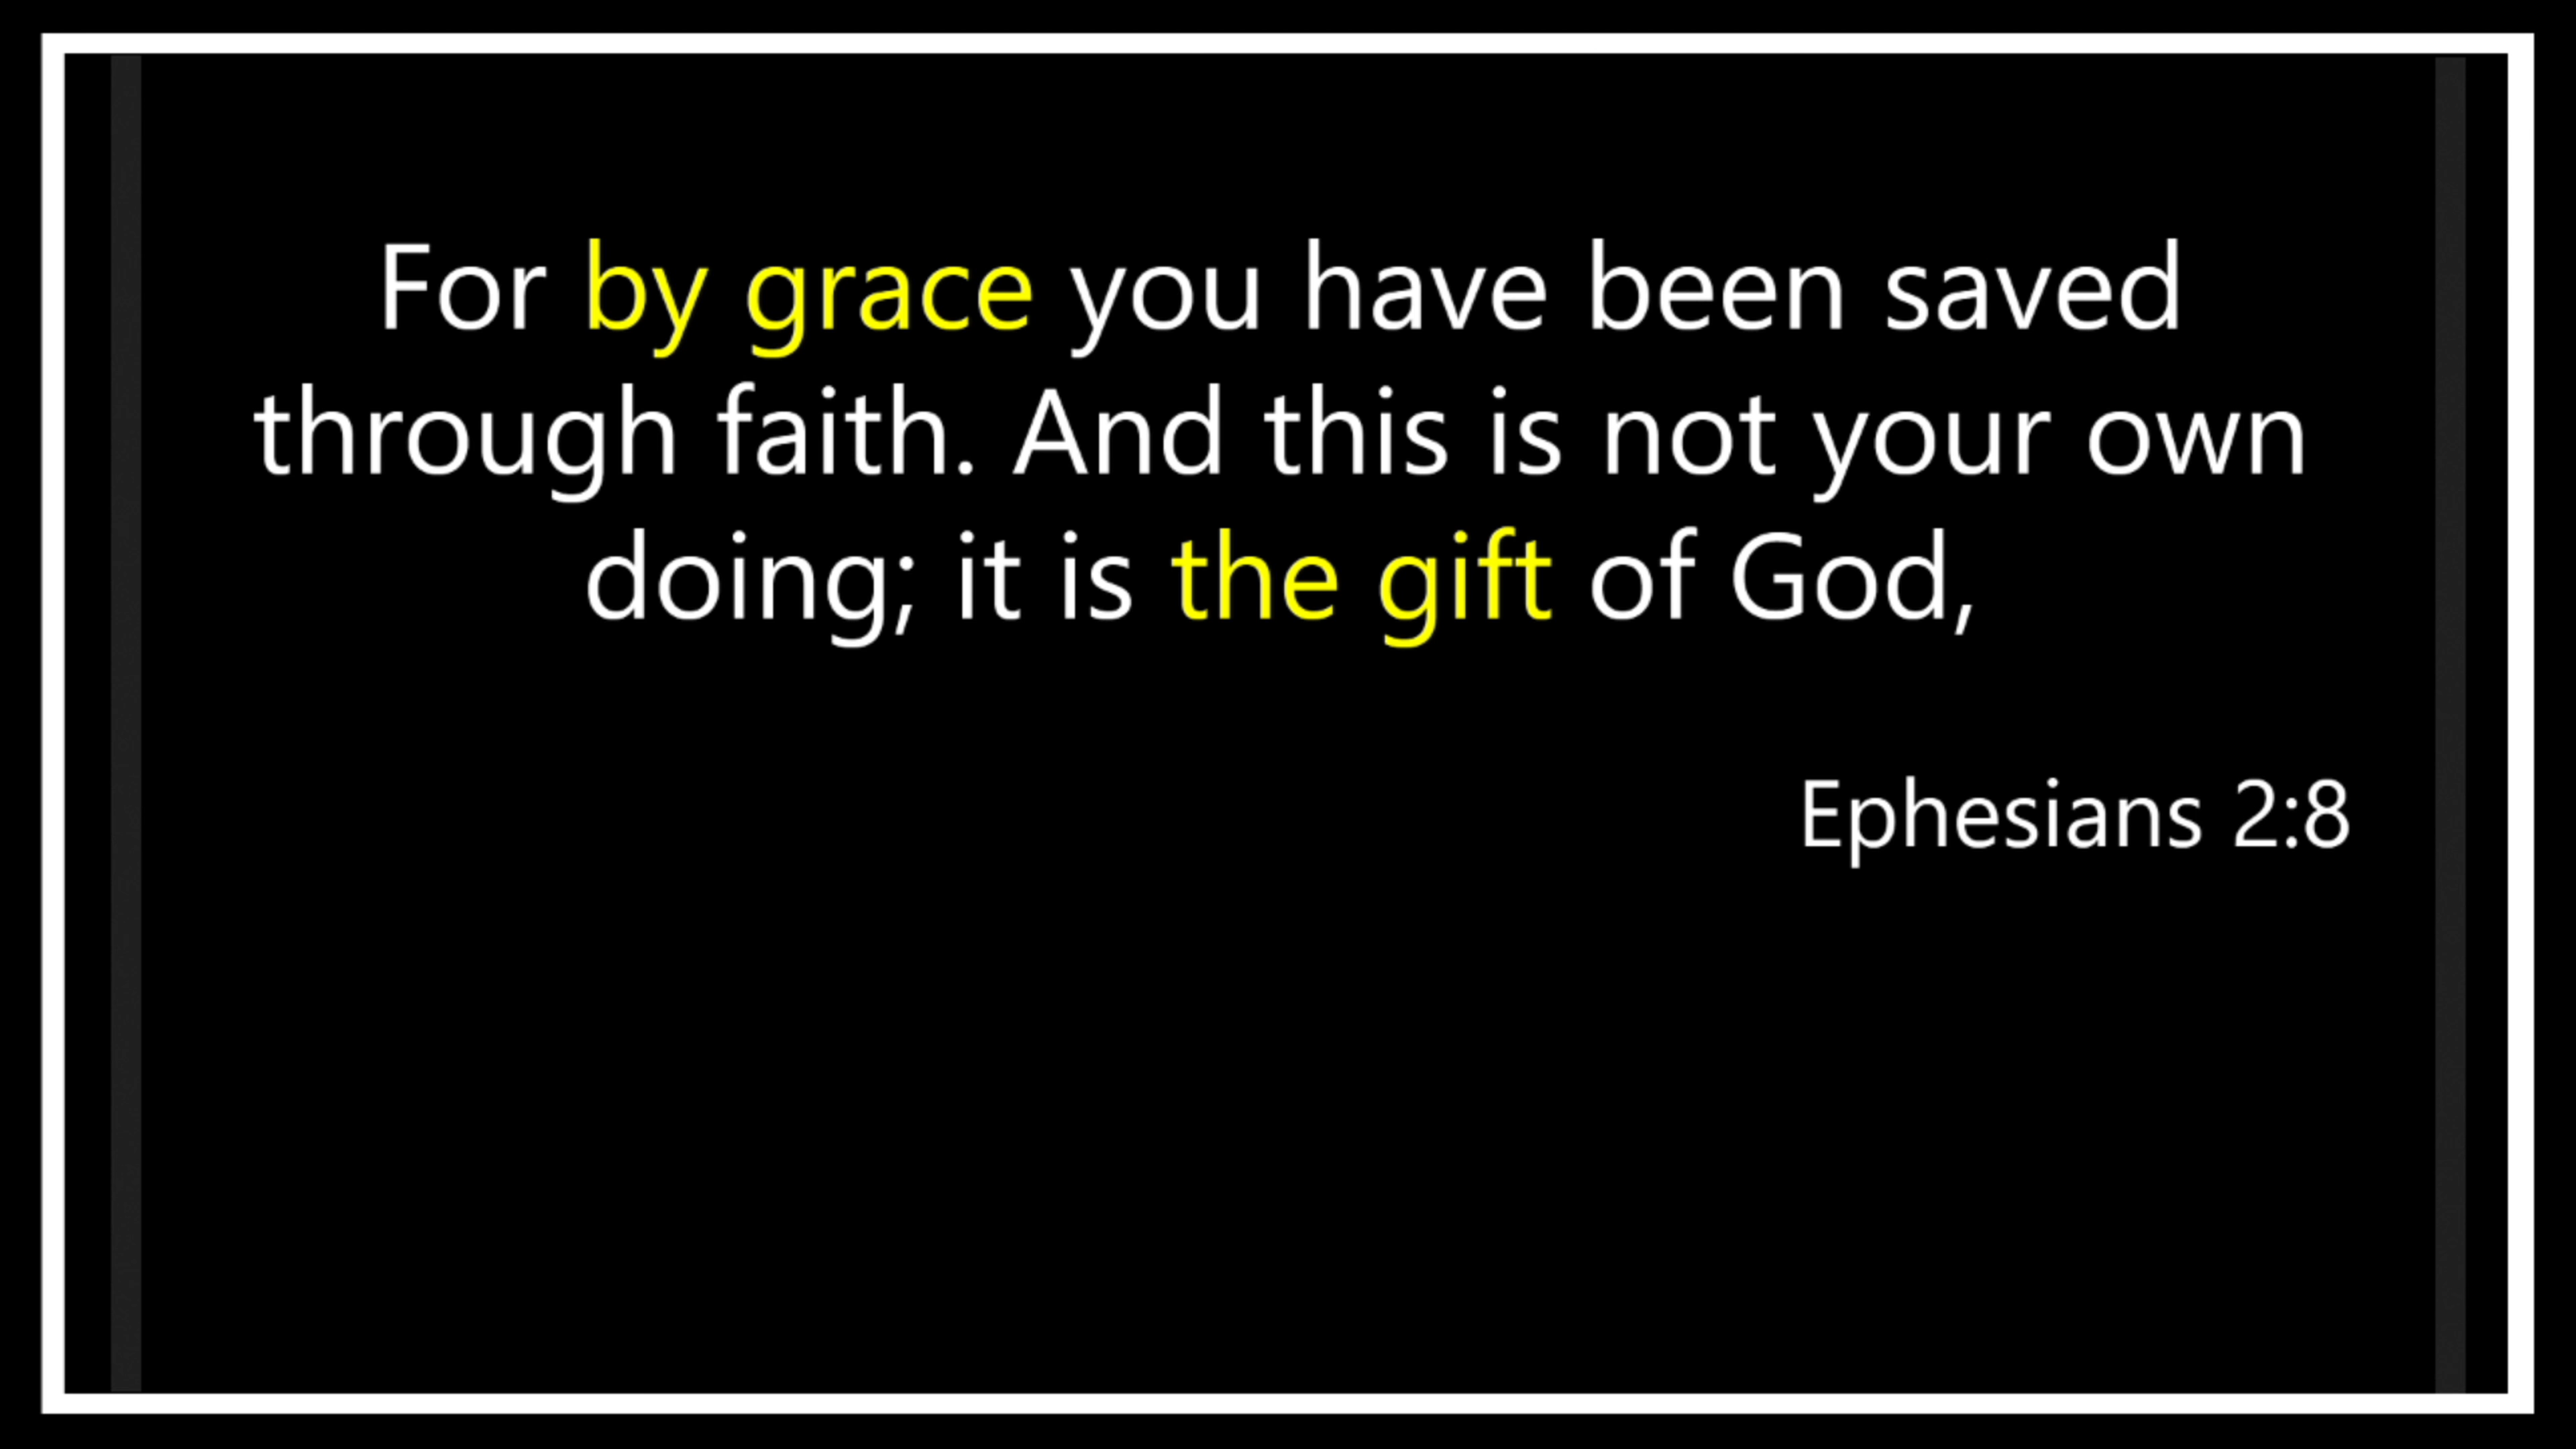 For by grace you have been saved
through faith. And this is not your own
doing; it is the gift of God,
Ephesians 2:8